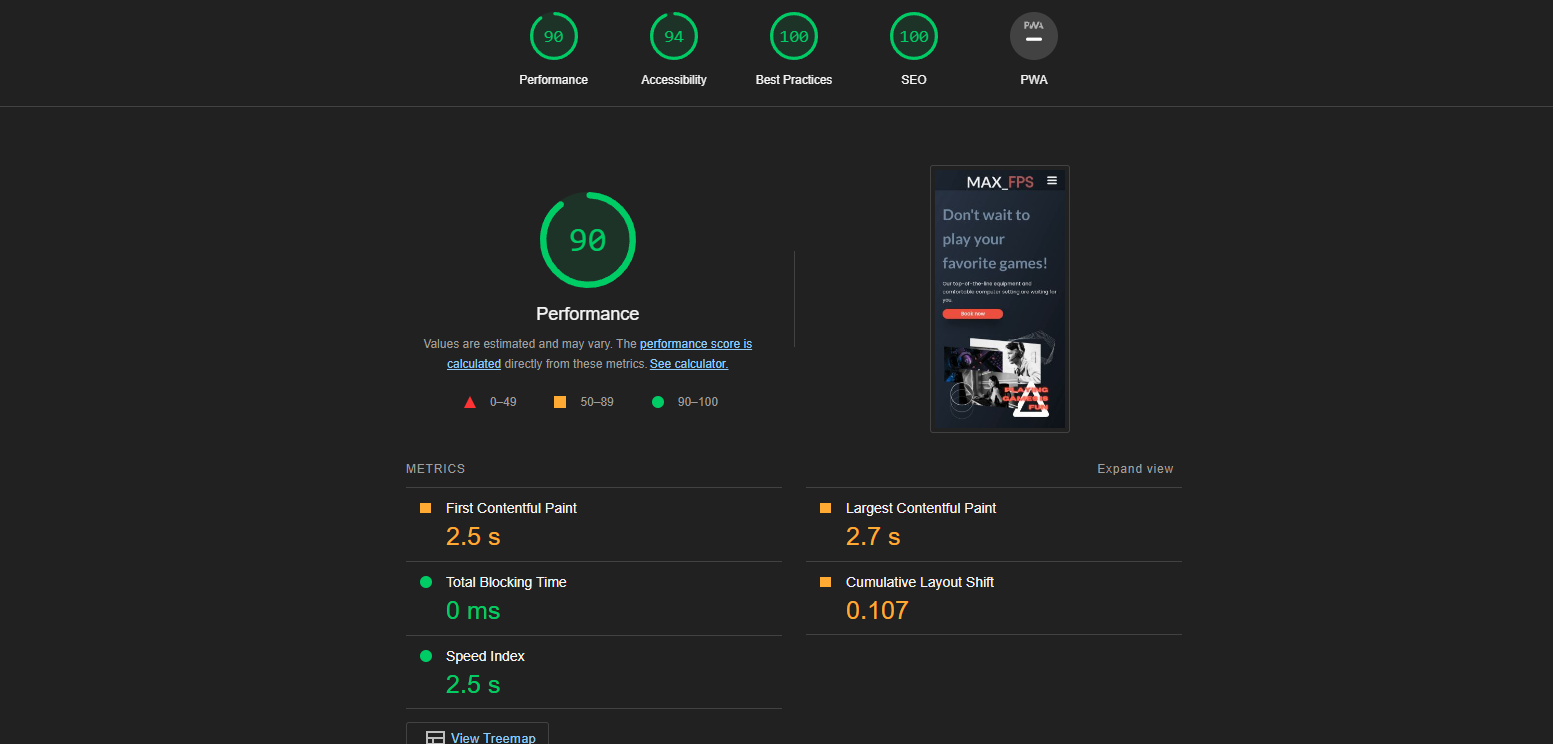 90
94
100
100
PWA
Performance
Accessibility
Best Practices
SEO
PWA
90
Performance
Values are estimated and may vary. The performance score is
calculated directly from these metrics. See calculator.
0–49
50–89
90–100
MAX_FPS
Don't wait to
play your
favorite games!
Our top-of-the-line equipment and
comfortable computer setting are waiting for
you.
Book now
PLAYING
GAMES IS
FUN
METRICS
Expand view
First Contentful Paint
2.5 s
Largest Contentful Paint
2.7 s
Total Blocking Time
0 ms
Cumulative Layout Shift
0.107
Speed Index
2.5 s
View Treemap